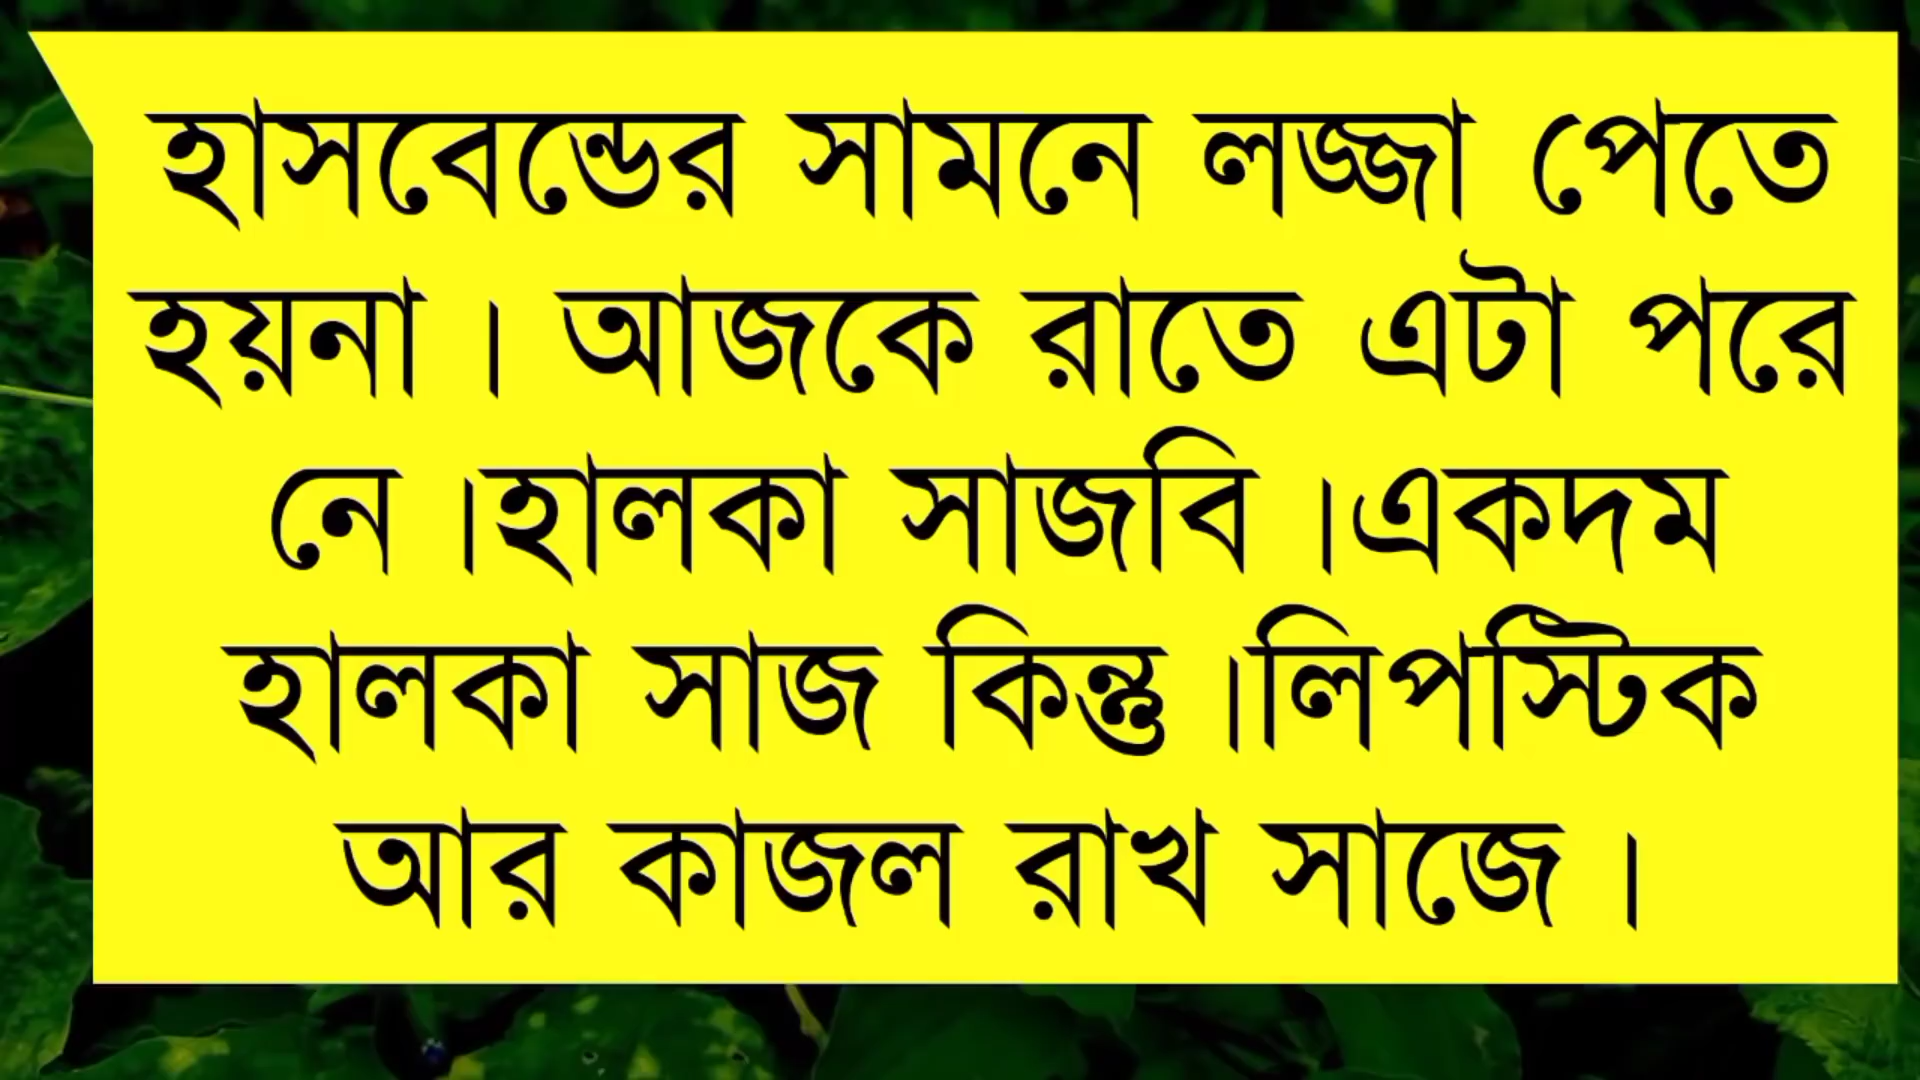 হাসবেন্ডের সামনে লজ্জা পেতে
হয়না । আজকে রাতে এটা পরে
নে ।হালকা সাজবি ।একদম
হালকা সাজ কিন্তু ।লিপস্টিক
আর কাজল রাখ সাজে ।